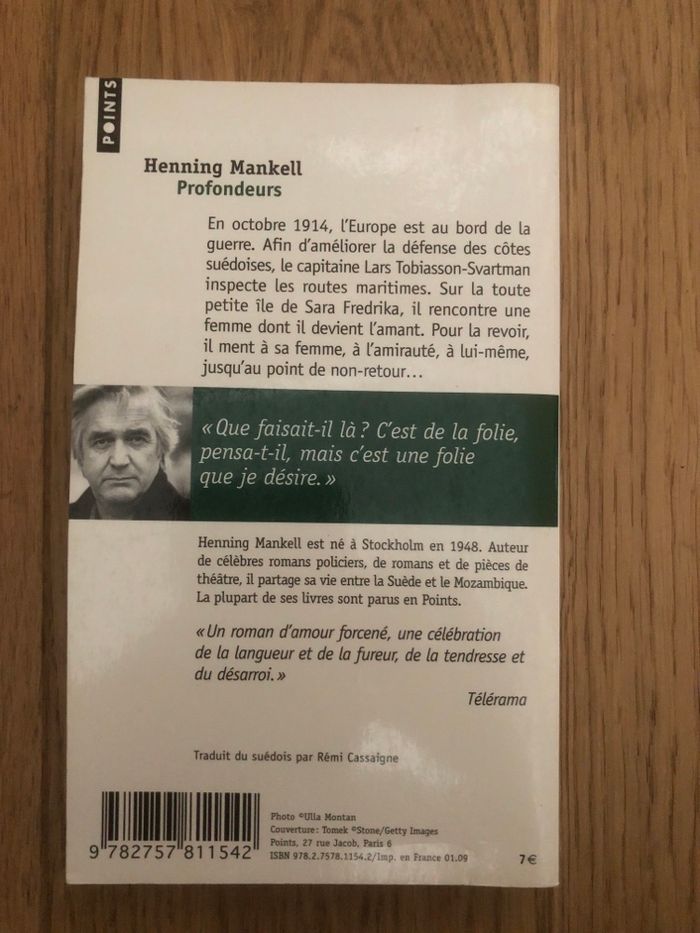 POINTS
Henning Mankell
Profondeurs
En octobre 1914, l'Europe est au bord de la
guerre. Afin d'améliorer la défense des côtes
suédoises, le capitaine Lars Tobiasson-Svartman
inspecte les routes maritimes. Sur la toute
petite île de Sara Fredrika, il rencontre une
femme dont il devient l'amant. Pour la revoir,
il ment à sa femme, à l'amirauté, à lui-même,
jusqu'au point de non-retour…
« Que faisait-il là ? C'est de la folie,
pensa-t-il, mais c'est une folie
que je désire. »
Henning Mankell est né à Stockholm en 1948. Auteur
de célèbres romans policiers, de romans et de pièces de
théâtre, il partage sa vie entre la Suède et le Mozambique.
La plupart de ses livres sont parus en Points.
« Un roman d'amour forcené, une célébration
de la langueur et de la fureur, de la tendresse et
du désarroi. »
Télérama
Traduit du suédois par Rémi Cassaigne
9 782757 811542
Photo ©Ulla Montan
Couverture : Tomek ©Stone/Getty Images
Points, 27 rue Jacob, Paris 6
ISBN 978.2.7578.1154.2/Imp. en France 01.09
7 €